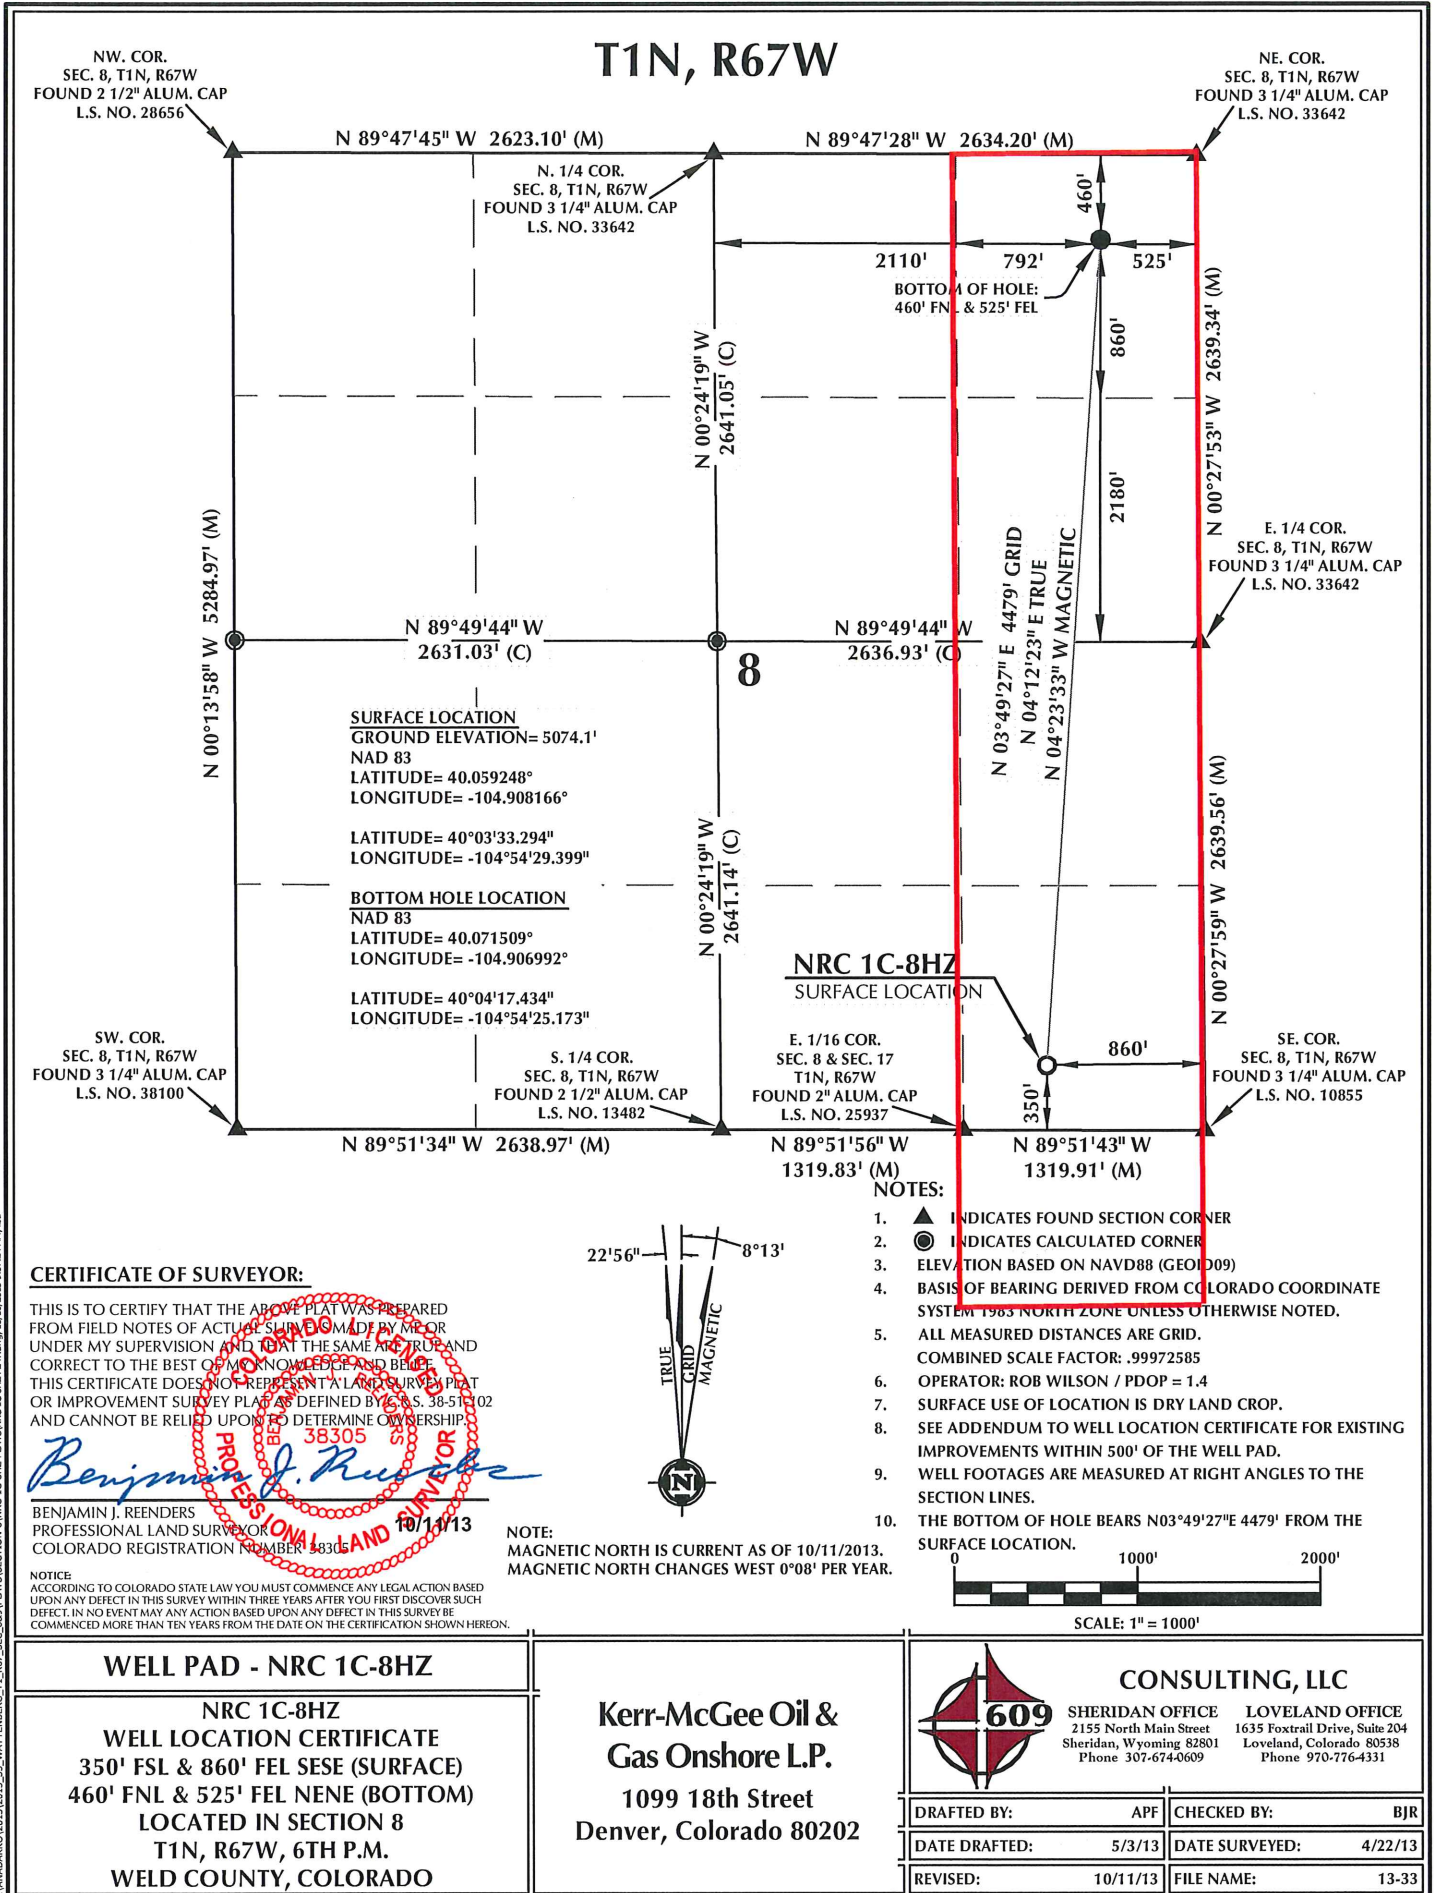 T1N, R67W
NW. COR.
SEC. 8, T1N, R67W
FOUND 2 1/2" ALUM. CAP
L.S. NO. 28656
NE. COR.
SEC. 8, T1N, R67W
FOUND 3 1/4" ALUM. CAP
L.S. NO. 33642
N 89°47'45" W 2623.10' (M)
N 89°47'28" W 2634.20' (M)
N. 1/4 COR.
SEC. 8, T1N, R67W
FOUND 3 1/4" ALUM. CAP
L.S. NO. 33642
460'
2110'
792'
525'
BOTTOM OF HOLE:
460' FNL & 525' FEL
860'
N 00°24'19" W
2641.05' (C)
N 00°27'53" W 2639.34' (M)
2180'
N 00°13'58" W 5284.97' (M)
E. 1/4 COR.
SEC. 8, T1N, R67W
FOUND 3 1/4" ALUM. CAP
L.S. NO. 33642
N 03°49'27" E 4479' GRID
N 04°12'23" E TRUE
N 04°23'33" W MAGNETIC
N 89°49'44" W
2631.03' (C)
N 89°49'44" W
2636.93' (C)
8
SURFACE LOCATION
GROUND ELEVATION= 5074.1'
NAD 83
LATITUDE= 40.059248°
LONGITUDE= -104.908166°
LATITUDE= 40°03'33.294"
LONGITUDE= -104°54'29.399"
BOTTOM HOLE LOCATION
NAD 83
LATITUDE= 40.071509°
LONGITUDE= -104.906992°
LATITUDE= 40°04'17.434"
LONGITUDE= -104°54'25.173"
N 00°24'19" W
2641.14' (C)
N 00°27'59" W 2639.56' (M)
NRC 1C-8HZ
SURFACE LOCATION
SW. COR.
SEC. 8, T1N, R67W
FOUND 3 1/4" ALUM. CAP
L.S. NO. 38100
S. 1/4 COR.
SEC. 8, T1N, R67W
FOUND 2 1/2" ALUM. CAP
L.S. NO. 13482
E. 1/16 COR.
SEC. 8 & SEC. 17
T1N, R67W
FOUND 2" ALUM. CAP
L.S. NO. 25937
860'
350'
SE. COR.
SEC. 8, T1N, R67W
FOUND 3 1/4" ALUM. CAP
L.S. NO. 10855
N 89°51'34" W 2638.97' (M)
N 89°51'56" W
1319.83' (M)
N 89°51'43" W
1319.91' (M)
NOTES:
1. INDICATES FOUND SECTION CORNER
2. INDICATES CALCULATED CORNER
3. ELEVATION BASED ON NAVD88 (GEOID09)
4. BASIS OF BEARING DERIVED FROM COLORADO COORDINATE
SYSTEM 1983 NORTH ZONE UNLESS OTHERWISE NOTED.
5. ALL MEASURED DISTANCES ARE GRID.
COMBINED SCALE FACTOR: .99972585
6. OPERATOR: ROB WILSON / PDOP = 1.4
7. SURFACE USE OF LOCATION IS DRY LAND CROP.
8. SEE ADDENDUM TO WELL LOCATION CERTIFICATE FOR EXISTING
IMPROVEMENTS WITHIN 500' OF THE WELL PAD.
9. WELL FOOTAGES ARE MEASURED AT RIGHT ANGLES TO THE
SECTION LINES.
10. THE BOTTOM OF HOLE BEARS N03°49'27"E 4479' FROM THE
SURFACE LOCATION.
0 1000' 2000'
SCALE: 1" = 1000'
22'56"
8°13'
TRUE
GRID
MAGNETIC
N
NOTE:
MAGNETIC NORTH IS CURRENT AS OF 10/11/2013.
MAGNETIC NORTH CHANGES WEST 0°08' PER YEAR.
CERTIFICATE OF SURVEYOR:
THIS IS TO CERTIFY THAT THE ABOVE PLAT WAS PREPARED
FROM FIELD NOTES OF ACTUAL SURVEYS MADE BY ME OR
UNDER MY SUPERVISION AND THAT THE SAME ARE TRUE AND
CORRECT TO THE BEST OF MY KNOWLEDGE AND BELIEF.
THIS CERTIFICATE DOES NOT REPRESENT A LAND SURVEY PLAT
OR IMPROVEMENT SURVEY PLAT AS DEFINED BY C.R.S. 38-51-102
AND CANNOT BE RELIED UPON TO DETERMINE OWNERSHIP.
COLORADO LICENSED
BENJAMIN J. REENDERS
38305
PROFESSIONAL LAND SURVEYOR
Benjamin J. Reenders
10/11/13
BENJAMIN J. REENDERS
PROFESSIONAL LAND SURVEYOR
COLORADO REGISTRATION NUMBER 38305
NOTICE:
ACCORDING TO COLORADO STATE LAW YOU MUST COMMENCE ANY LEGAL ACTION BASED
UPON ANY DEFECT IN THIS SURVEY WITHIN THREE YEARS AFTER YOU FIRST DISCOVER SUCH
DEFECT. IN NO EVENT MAY ANY ACTION BASED UPON ANY DEFECT IN THIS SURVEY BE
COMMENCED MORE THAN TEN YEARS FROM THE DATE ON THE CERTIFICATION SHOWN HEREON.
WELL PAD - NRC 1C-8HZ
NRC 1C-8HZ
WELL LOCATION CERTIFICATE
350' FSL & 860' FEL SESE (SURFACE)
460' FNL & 525' FEL NENE (BOTTOM)
LOCATED IN SECTION 8
T1N, R67W, 6TH P.M.
WELD COUNTY, COLORADO
Kerr-McGee Oil &
Gas Onshore L.P.
1099 18th Street
Denver, Colorado 80202
609
CONSULTING, LLC
SHERIDAN OFFICE
2155 North Main Street
Sheridan, Wyoming 82801
Phone 307-674-0609
LOVELAND OFFICE
1635 Foxtrail Drive, Suite 204
Loveland, Colorado 80538
Phone 970-776-4331
DRAFTED BY: APF
CHECKED BY: BJR
DATE DRAFTED: 5/3/13
DATE SURVEYED: 4/22/13
REVISED: 10/11/13
FILE NAME: 13-33